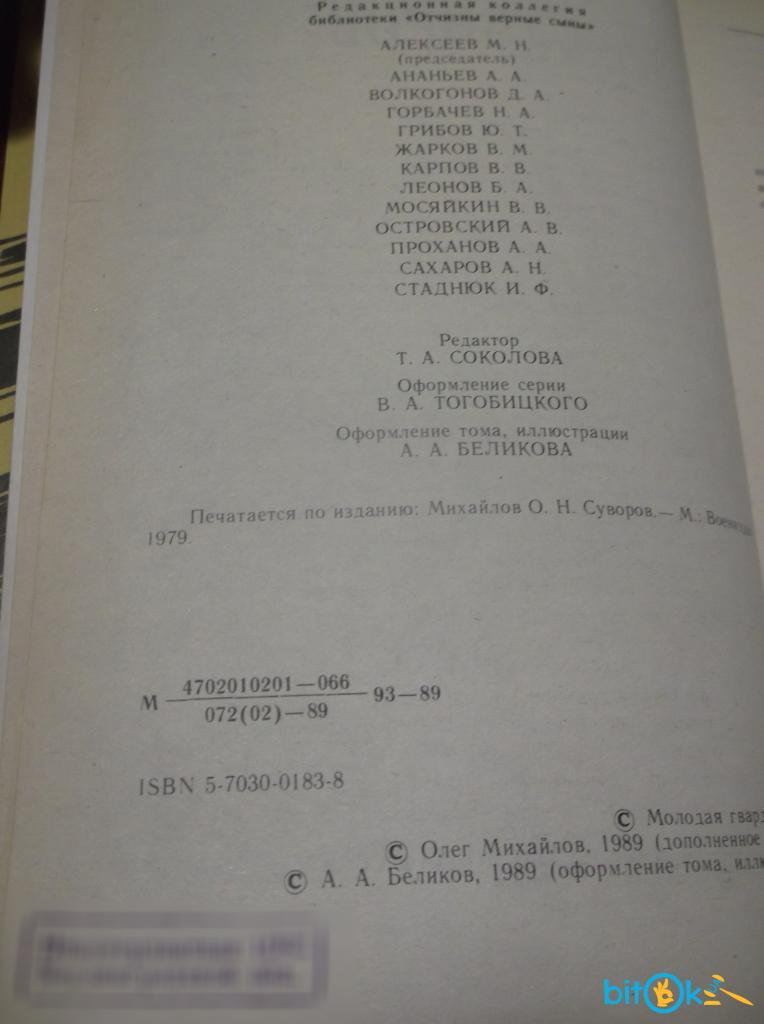 Редакционная коллегия
библиотеки «Отчизны верные сыны»
АЛЕКСЕЕВ М. Н.
(председатель)
АНАНЬЕВ А. А.
ВОЛКОГОНОВ Д. А.
ГОРБАЧЕВ Н. А.
ГРИБОВ Ю. Т.
ЖАРКОВ В. М.
КАРПОВ В. В.
ЛЕОНОВ Б. А.
МОСЯЙКИН В. В.
ОСТРОВСКИЙ А. В.
ПРОХАНОВ А. А.
САХАРОВ А. Н.
СТАДНЮК И. Ф.
Редактор
Т. А. СОКОЛОВА
Оформление серии
В. А. ТОГОБИЦКОГО
Оформление тома, иллюстрации
А. А. БЕЛИКОВА
Печатается по изданию: Михайлов О. Н. Суворов.— М.:
1979.
4702010201—066
М 93—89
072(02)—89
ISBN 5-7030-0183-8
© Молодая
© Олег Михайлов, 1989 (дополненное
© А. А. Беликов, 1989 (оформление тома,
bitok